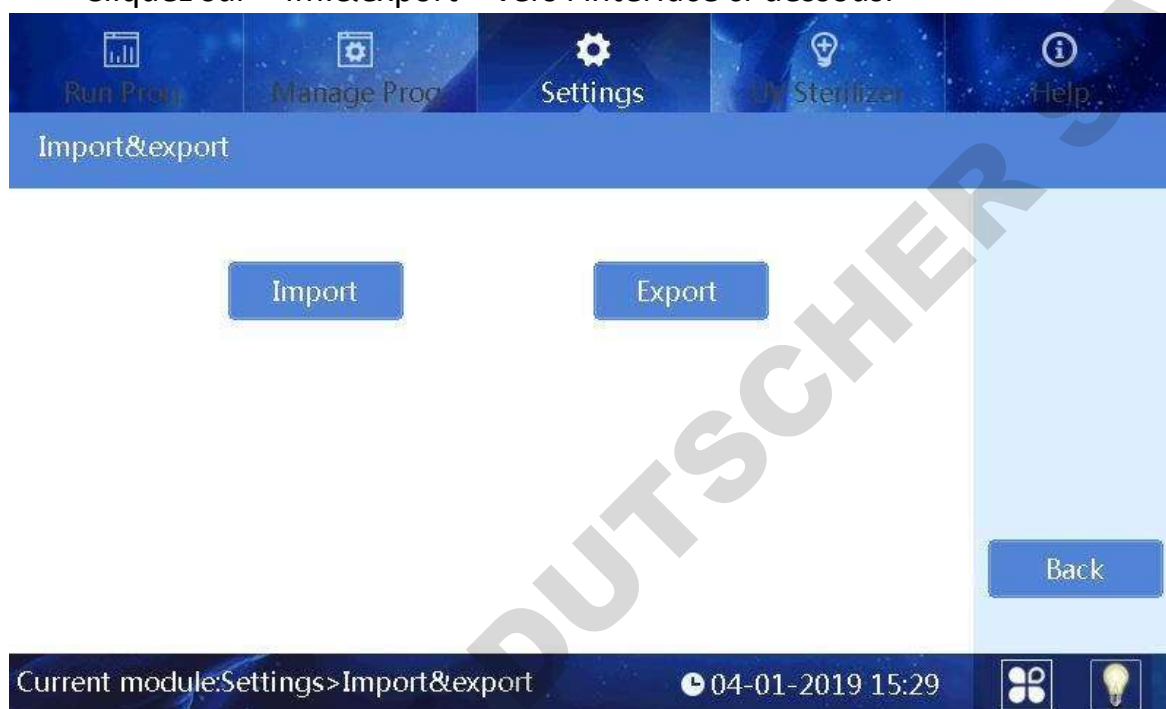 Run Prog.
Manage Prog.
Settings
UV Sterilizer
Help
Import&export
Import
Export
Back
Current module:Settings>Import&export
04-01-2019 15:29
DUTSCHER